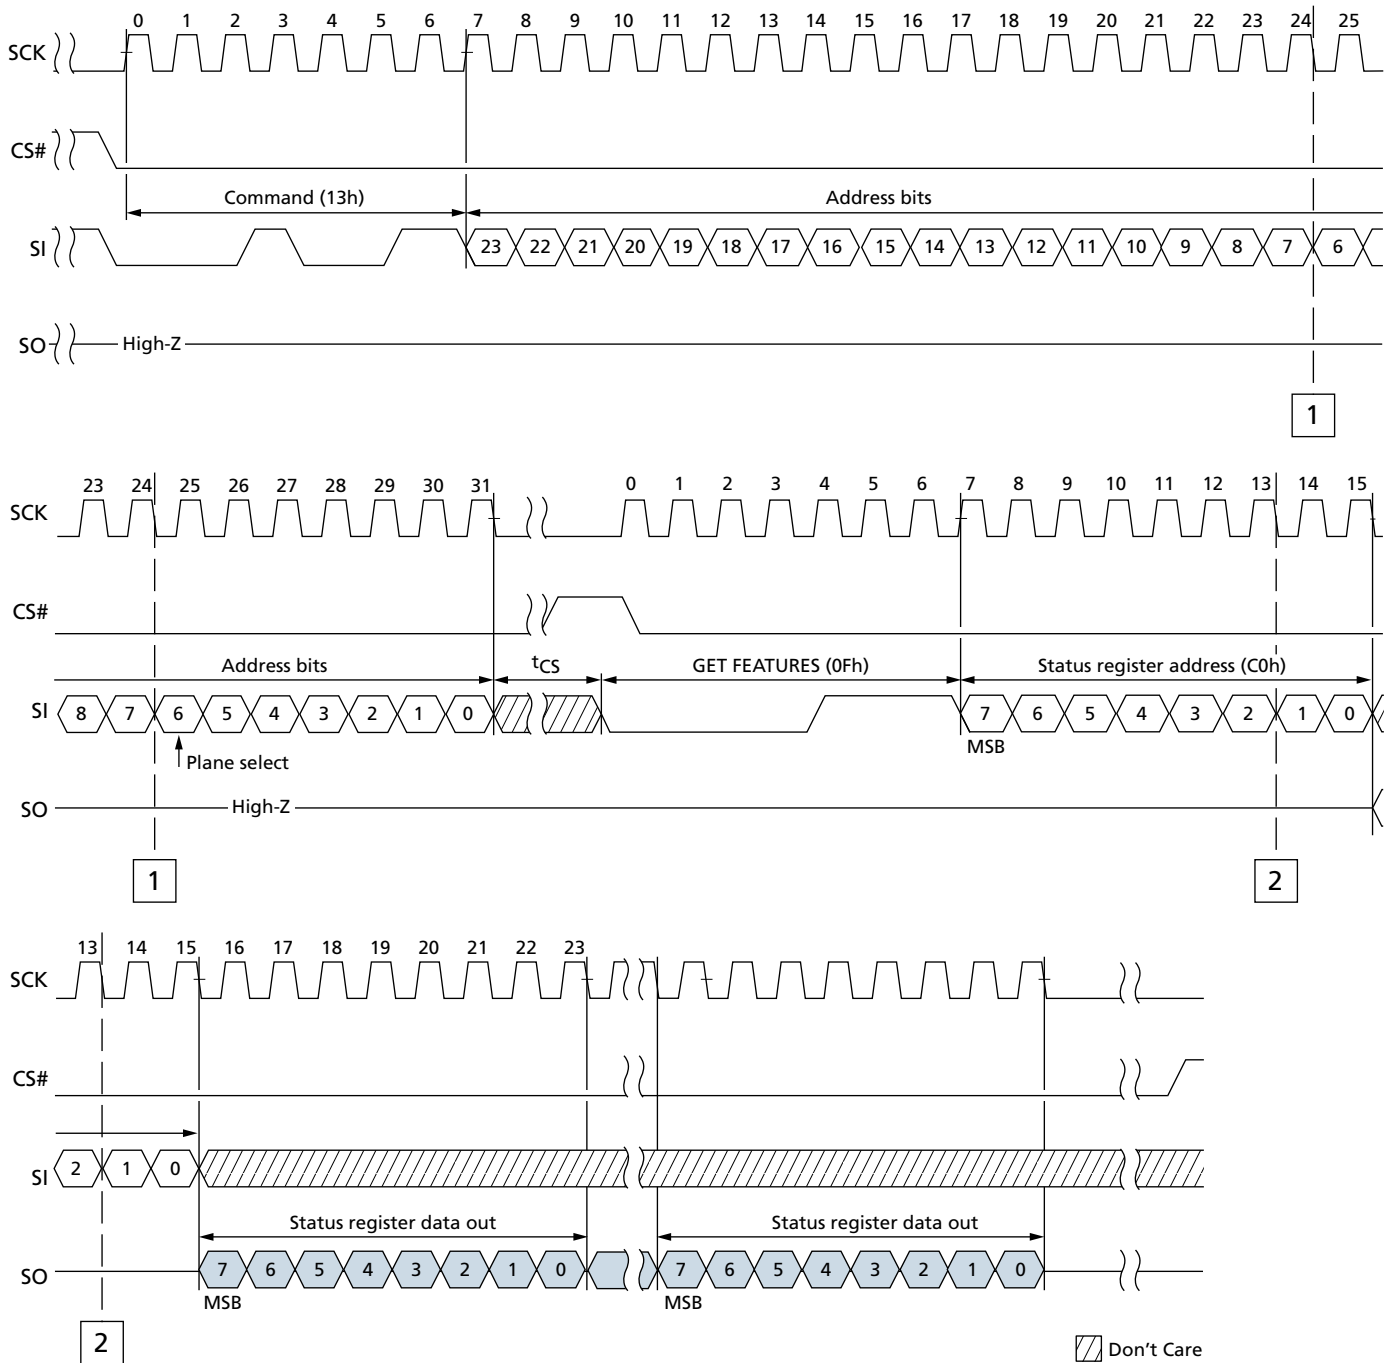 0 1 2 3 4 5 6 7 8 9 10 11 12 13 14 15 16 17 18 19 20 21 22 23 24 25
SCK
CS#
Command (13h) Address bits
SI 23 22 21 20 19 18 17 16 15 14 13 12 11 10 9 8 7 6
SO High-Z
1
23 24 25 26 27 28 29 30 31 0 1 2 3 4 5 6 7 8 9 10 11 12 13 14 15
SCK
CS#
Address bits tCS GET FEATURES (0Fh) Status register address (C0h)
SI 8 7 6 5 4 3 2 1 0 7 6 5 4 3 2 1 0
MSB
Plane select
SO High-Z
1 2
13 14 15 16 17 18 19 20 21 22 23
SCK
CS#
SI 2 1 0
Status register data out Status register data out
SO 7 6 5 4 3 2 1 0 7 6 5 4 3 2 1 0
MSB MSB
2
Don't Care